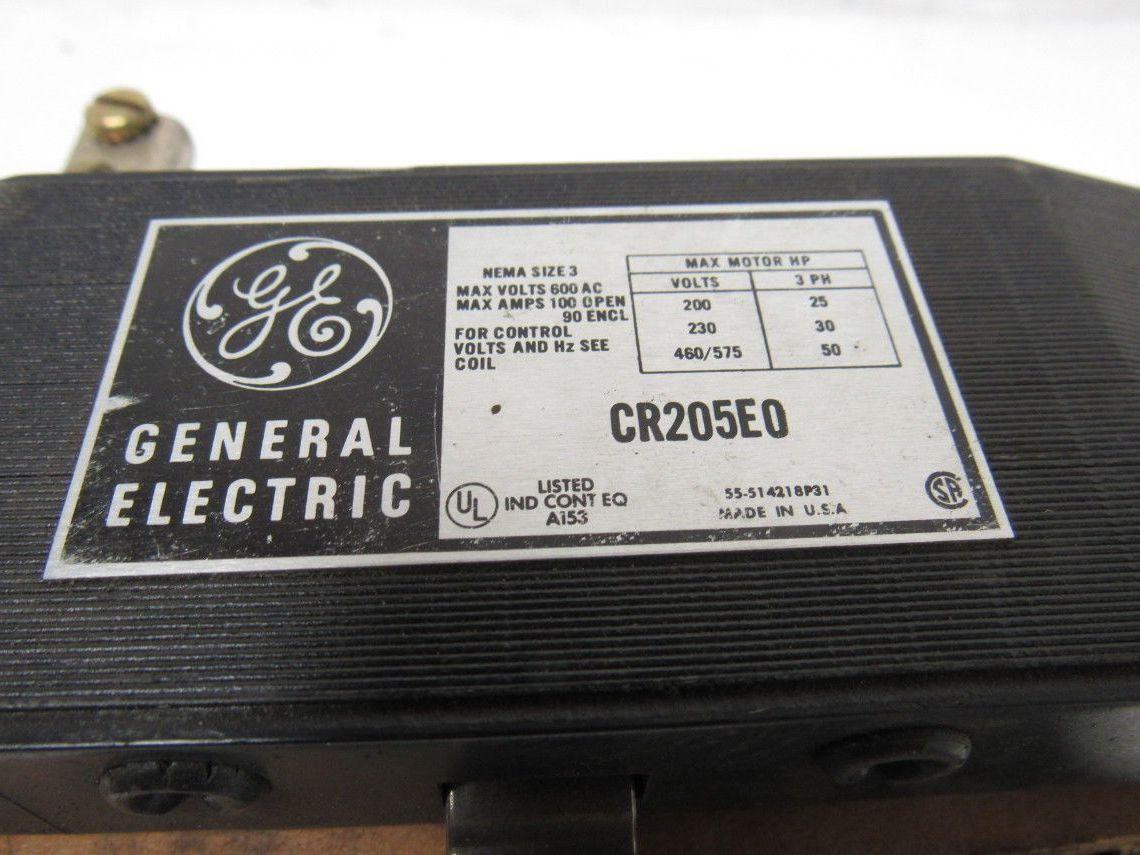 GE
GENERAL
ELECTRIC
NEMA SIZE 3
MAX VOLTS 600 AC
MAX AMPS 100 OPEN
90 ENCL
FOR CONTROL
VOLTS AND Hz SEE
COIL
MAX MOTOR HP
VOLTS 3 PH
200 25
230 30
460/575 50
CR205E0
UL
LISTED
IND CONT EQ
A153
55-514218P31
MADE IN U.S.A
SA